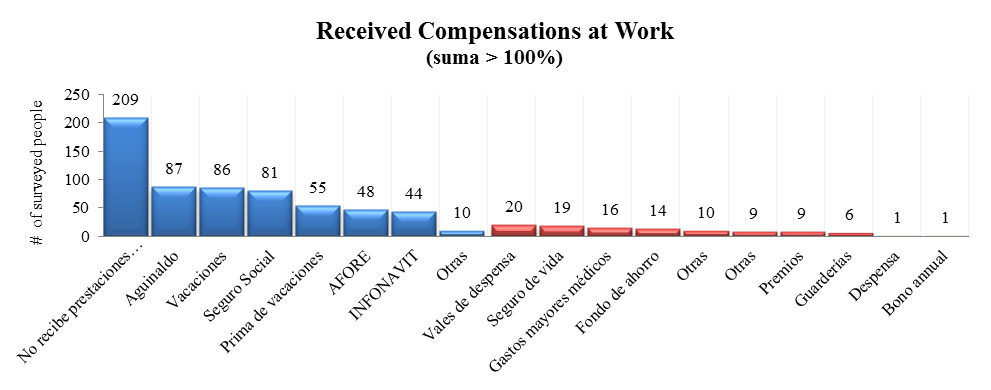 Received Compensations at Work
(suma > 100%)
# of surveyed people
250
200
150
100
50
0
209
87
86
81
55
48
44
10
20
19
16
14
10
9
9
6
1
1
No recibe prestaciones…
Aguinaldo
Vacaciones
Seguro Social
Prima de vacaciones
AFORE
INFONAVIT
Otras
Vales de despensa
Seguro de vida
Gastos mayores médicos
Fondo de ahorro
Otras
Otras
Premios
Guarderías
Despensa
Bono annual